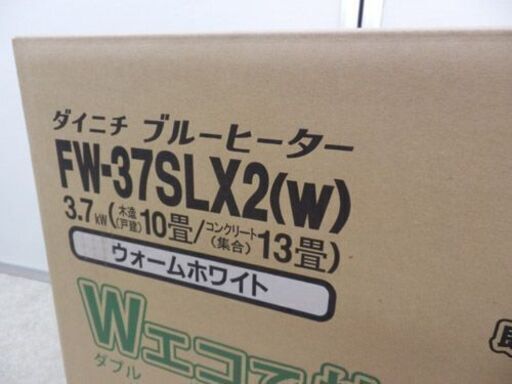 ダイニチ ブルーヒーター
FW-37SLX2(W)
3.7kW(木造(戸建)10畳/コンクリート(集合)13畳)
ウォームホワイト
Wエコで
ダブル